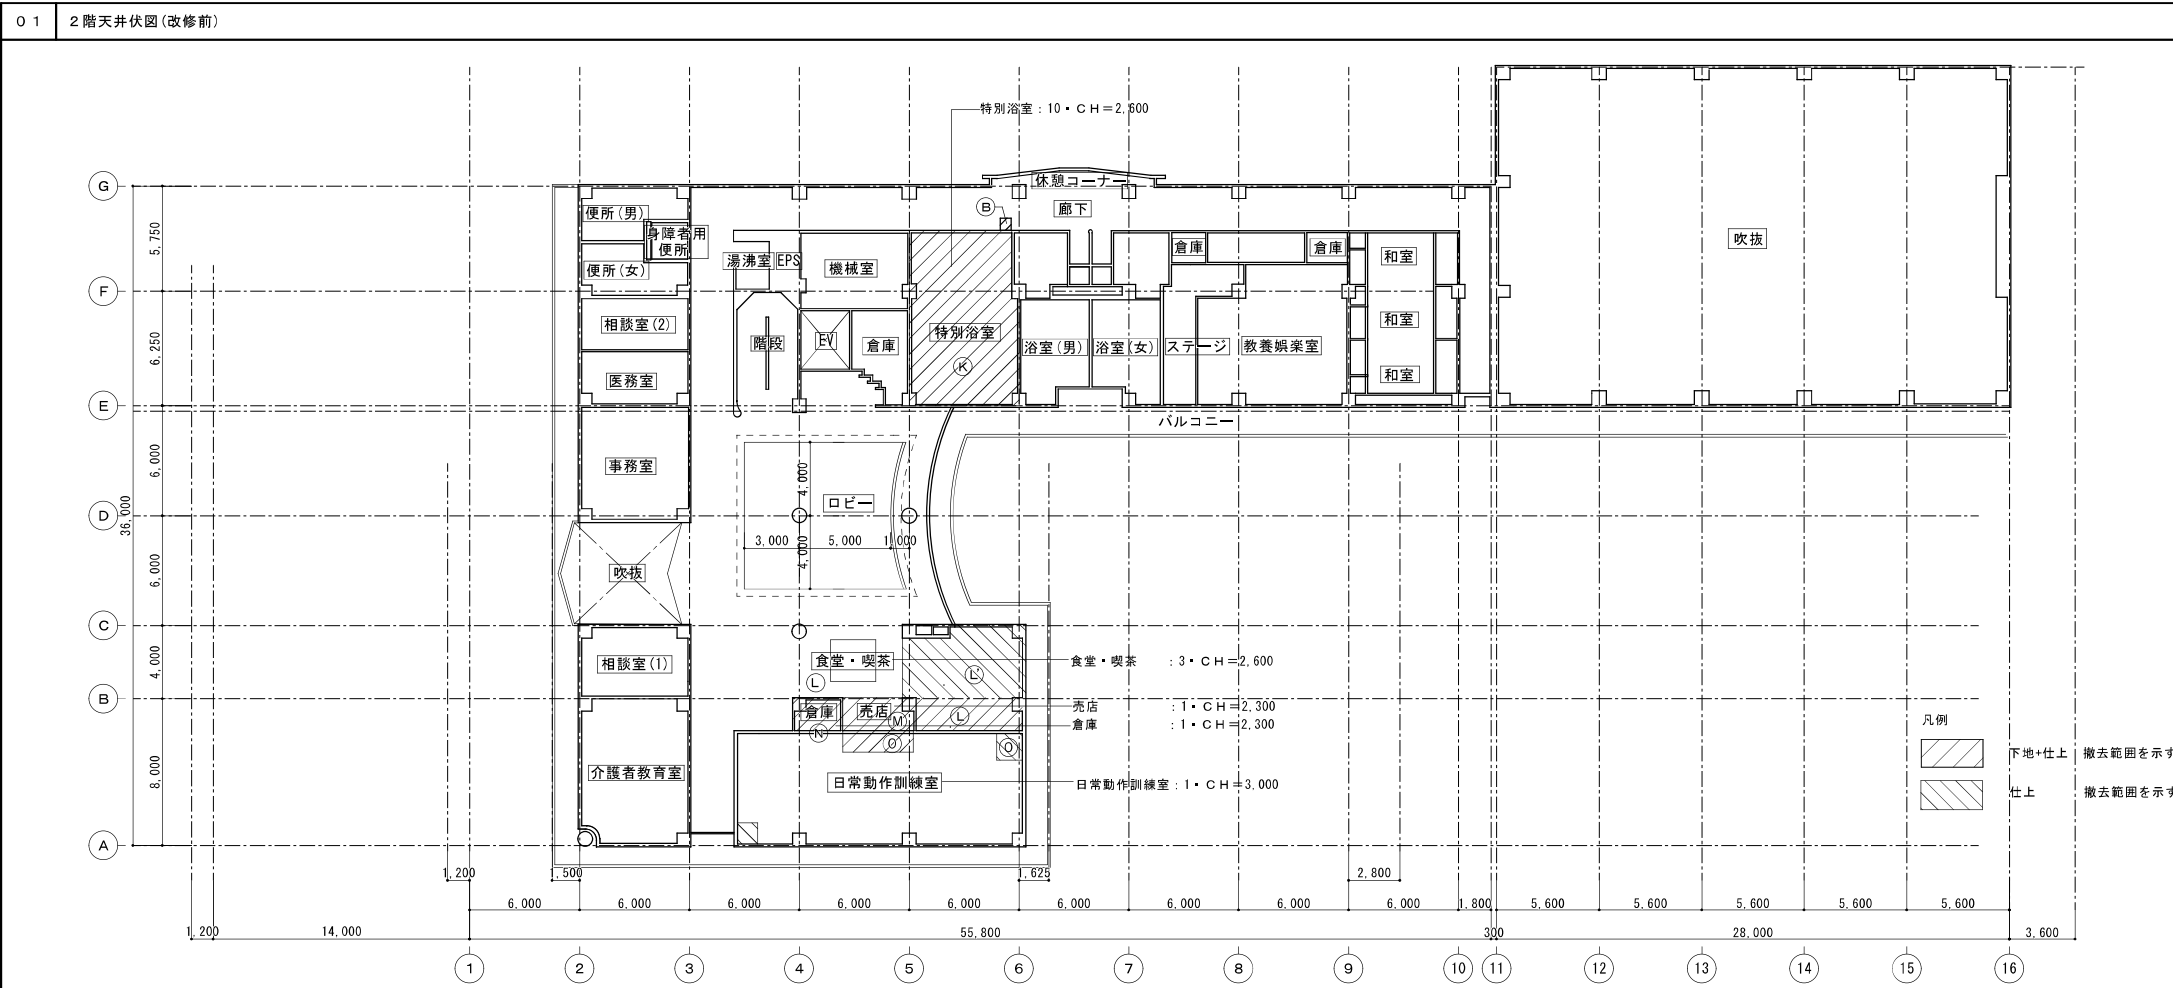 01 2階天井伏図(改修前)
特別浴室:10・CH=2,600
G
休憩コーナー
便所(男)
B
廊下
身障者用
便所
5,750
倉庫
倉庫
吹抜
便所(女)
湯沸室
EPS
機械室
和室
F
相談室(2)
特別浴室
和室
6,250
階段
EV
倉庫
浴室(男)
浴室(女)
ステージ
教養娯楽室
K
医務室
和室
E
バルコニー
6,000
事務室
4,000
ロビー
36,000
D
3,000
5,000
1,000
4,000
6,000
吹抜
C
4,000
相談室(1)
食堂・喫茶
食堂・喫茶 :3・CH=2,600
L'
L
B
倉庫
売店
売店 :1・CH=2,300
M
L
倉庫 :1・CH=2,300
N
O
O
凡例
下地+仕上 撤去範囲を示す
仕上 撤去範囲を示す
8,000
介護者教育室
日常動作訓練室
日常動作訓練室:1・CH=3,000
A
1,200
1,500
1,625
2,800
6,000 6,000 6,000 6,000 6,000 6,000 6,000 6,000 6,000 1,800 5,600 5,600 5,600 5,600 5,600
1,200 14,000 55,800 300 28,000 3,600
1 2 3 4 5 6 7 8 9 10 11 12 13 14 15 16